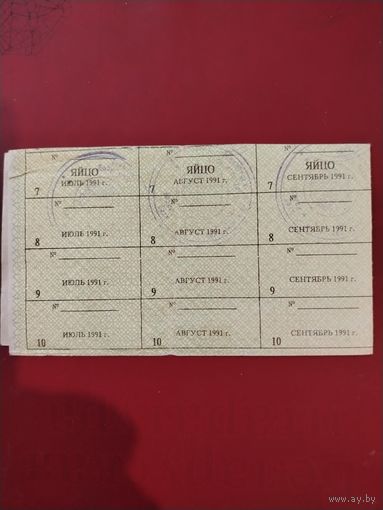 № № №
ЯЙЦО ЯЙЦО ЯЙЦО
7 ИЮЛЬ 1991 г. 7 АВГУСТ 1991 г. 7 СЕНТЯБРЬ 1991 г.
№ № №
8 ИЮЛЬ 1991 г. 8 АВГУСТ 1991 г. 8 СЕНТЯБРЬ 1991 г.
№ № №
9 ИЮЛЬ 1991 г. 9 АВГУСТ 1991 г. 9 СЕНТЯБРЬ 1991 г.
№ № №
10 ИЮЛЬ 1991 г. 10 АВГУСТ 1991 г. 10 СЕНТЯБРЬ 1991 г.
ay.by